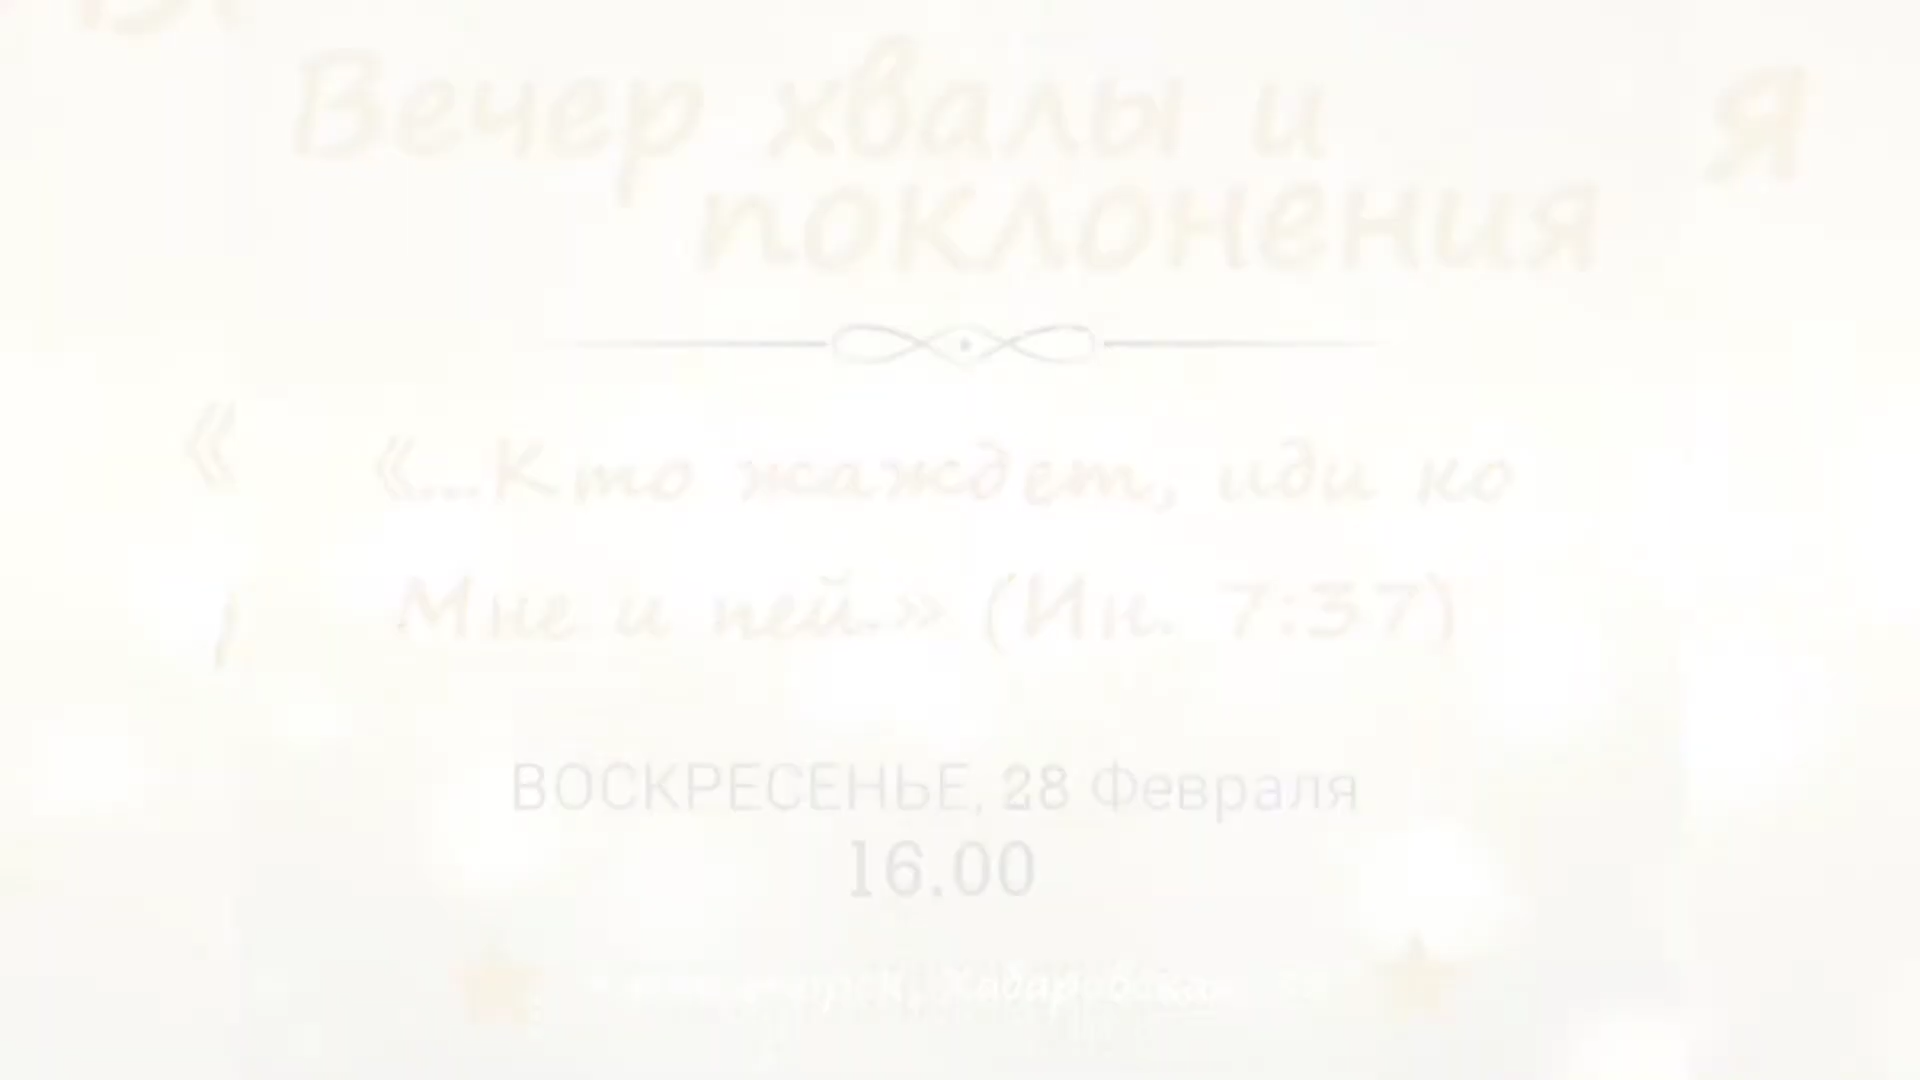 Вечер хвалы и
поклонения
«...Кто жаждет, иди ко
Мне и пей.» (Ин. 7:37)
ВОСКРЕСЕНЬЕ, 28 Февраля
16.00